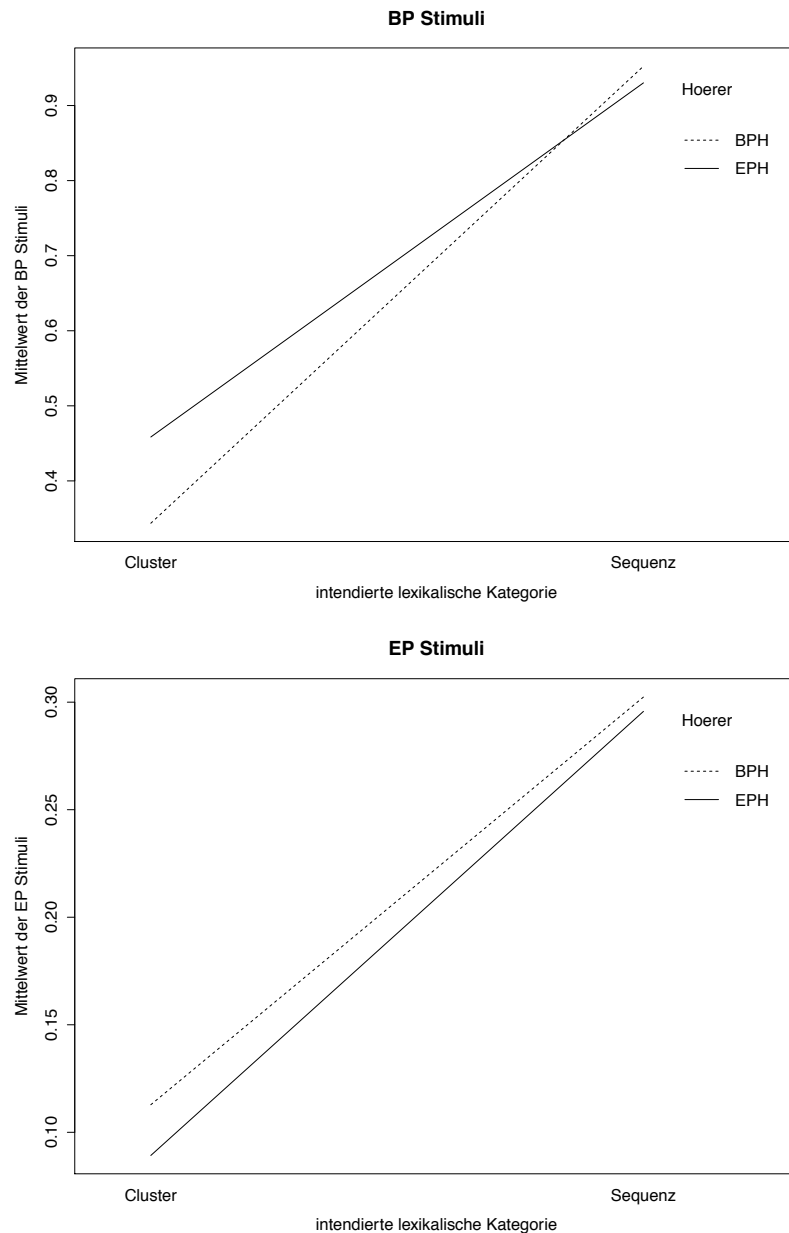 BP Stimuli
Mittelwert der BP Stimuli
0.9
0.8
0.7
0.6
0.5
0.4
Hoerer
BPH
EPH
Cluster
Sequenz
intendierte lexikalische Kategorie
EP Stimuli
Mittelwert der EP Stimuli
0.30
0.25
0.20
0.15
0.10
Hoerer
BPH
EPH
Cluster
Sequenz
intendierte lexikalische Kategorie